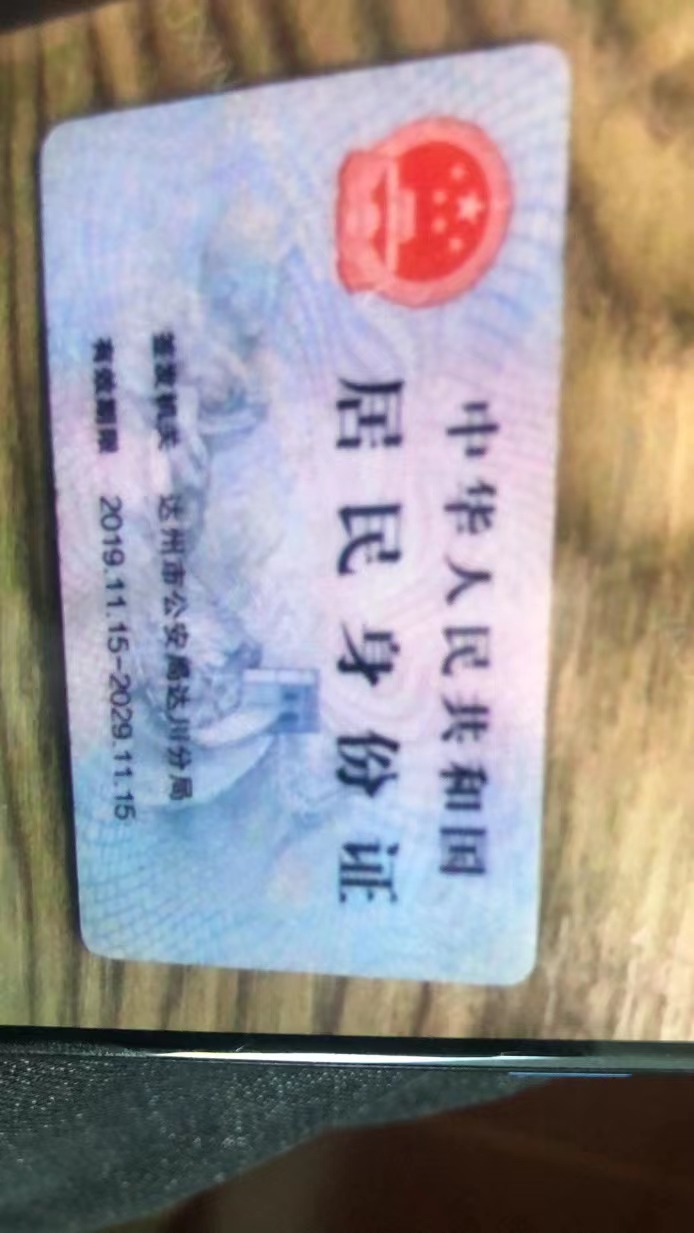 中华人民共和国
居民身份证
签发机关 达州市公安局达川分局
有效期限 2019.11.15-2029.11.15